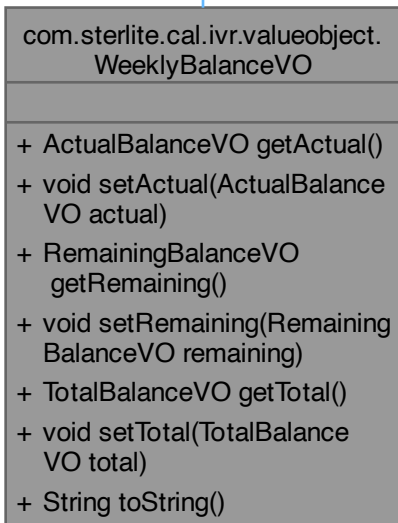 com.sterlite.cal.ivr.valueobject.
WeeklyBalanceVO
+ ActualBalanceVO getActual()
+ void setActual(ActualBalance
VO actual)
+ RemainingBalanceVO
getRemaining()
+ void setRemaining(Remaining
BalanceVO remaining)
+ TotalBalanceVO getTotal()
+ void setTotal(TotalBalance
VO total)
+ String toString()